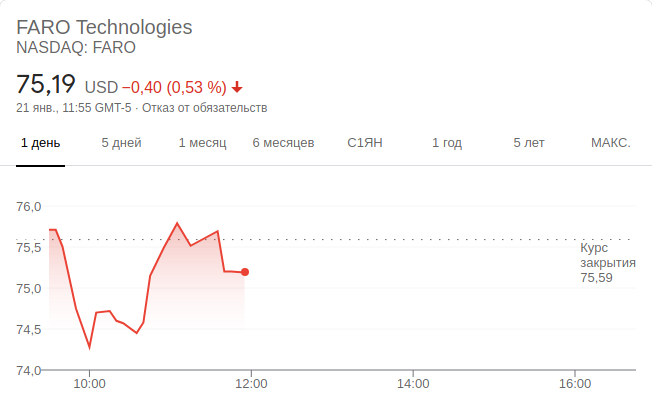 FARO Technologies
NASDAQ: FARO
75,19 USD −0,40 (0,53 %)
21 янв., 11:55 GMT-5 · Отказ от обязательств
1 день 5 дней 1 месяц 6 месяцев С1ЯН 1 год 5 лет МАКС.
76,0
75,5
75,0
74,5
74,0
Курс
закрытия
75,59
10:00 12:00 14:00 16:00